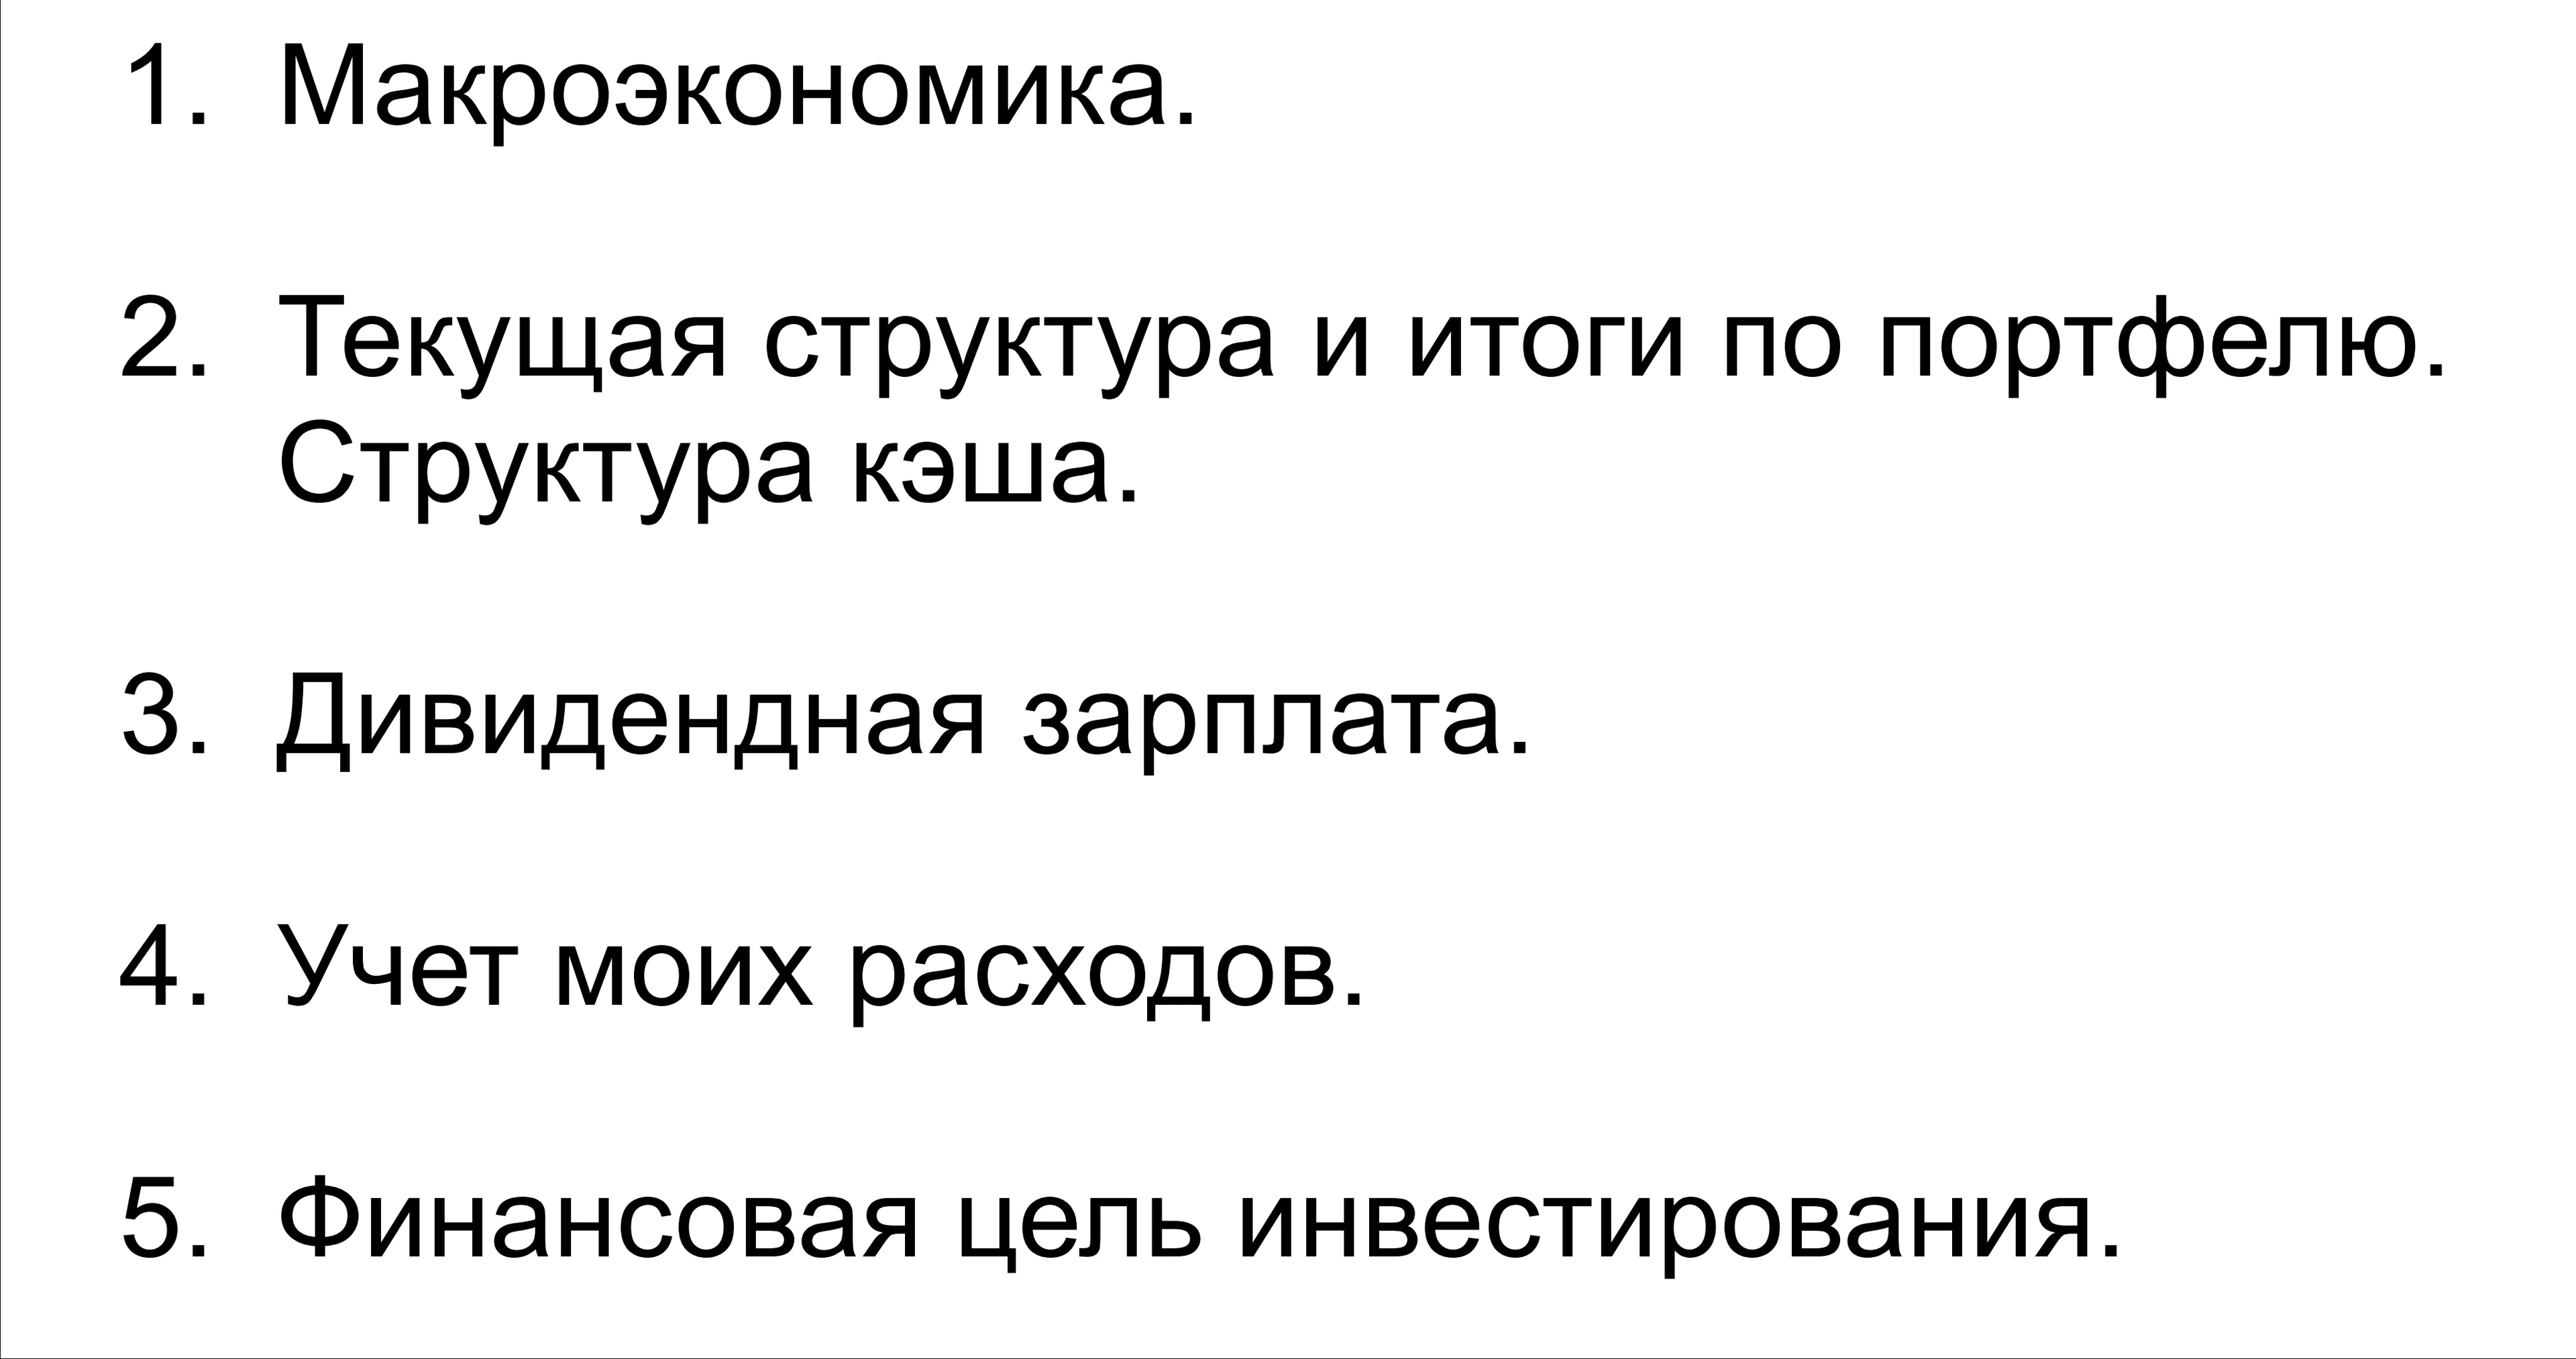 1. Макроэкономика.
2. Текущая структура и итоги по портфелю.
Структура кэша.
3. Дивидендная зарплата.
4. Учет моих расходов.
5. Финансовая цель инвестирования.